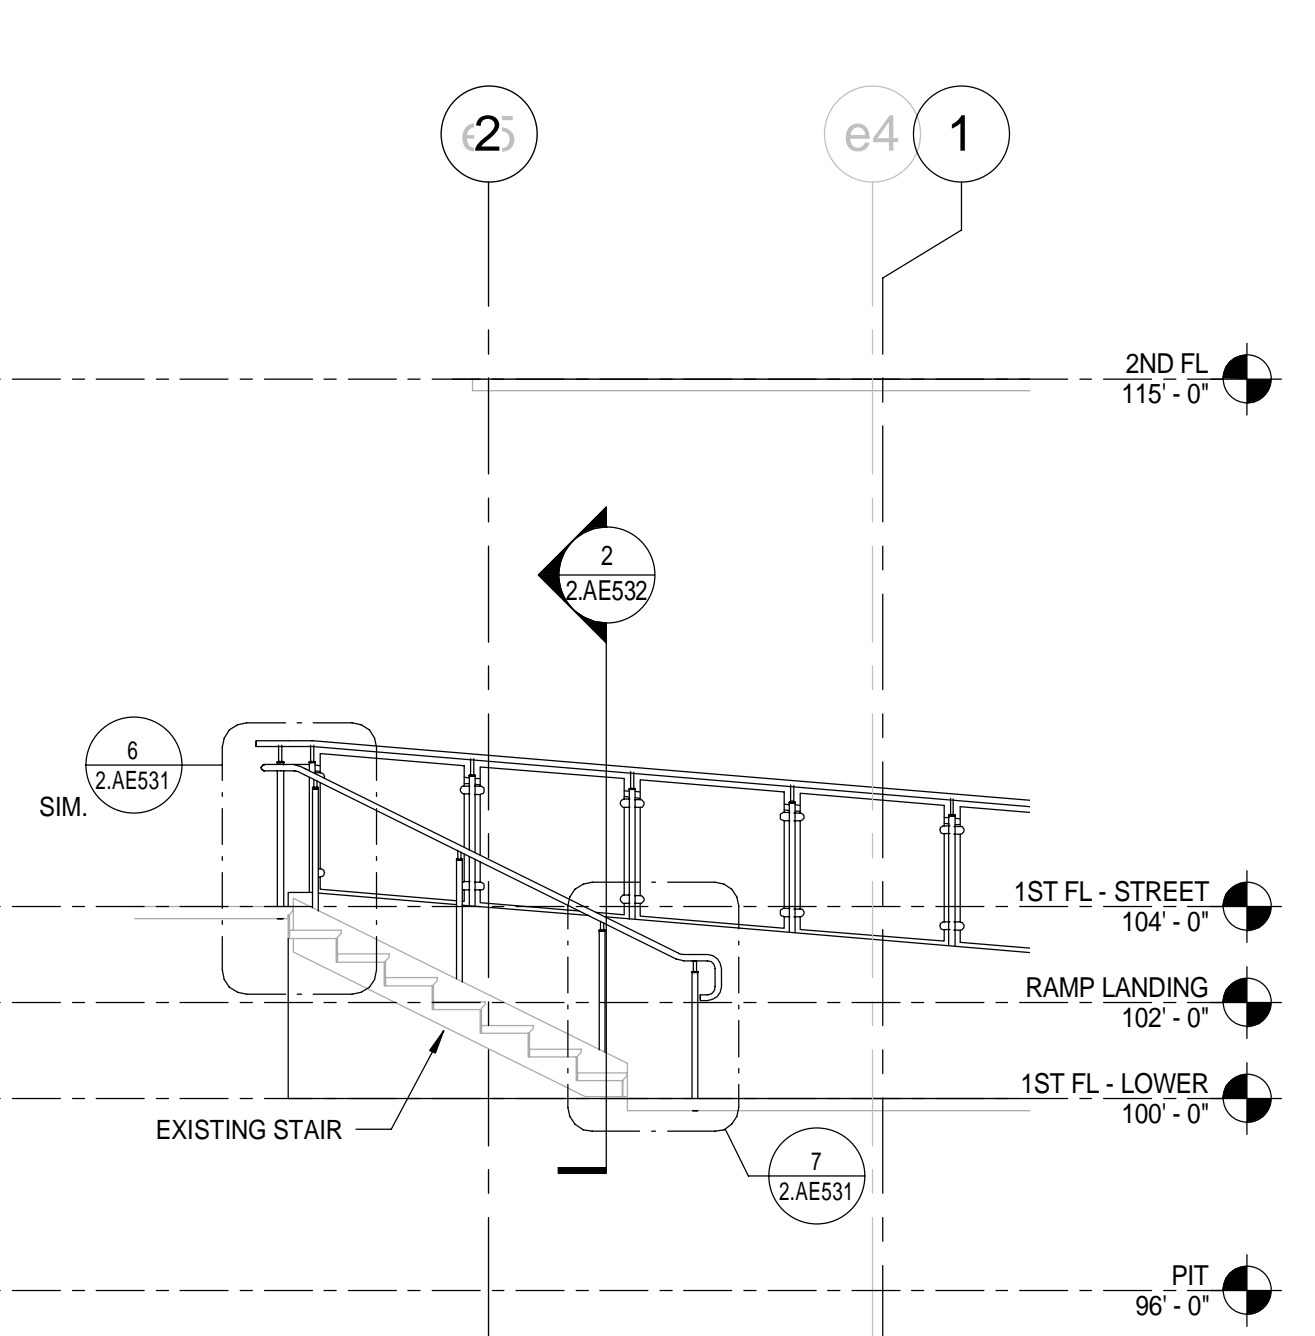 e5
2
e4
1
2ND FL
115' - 0"
2
2.AE532
6
2.AE531
SIM.
1ST FL - STREET
104' - 0"
RAMP LANDING
102' - 0"
1ST FL - LOWER
100' - 0"
EXISTING STAIR
7
2.AE531
PIT
96' - 0"